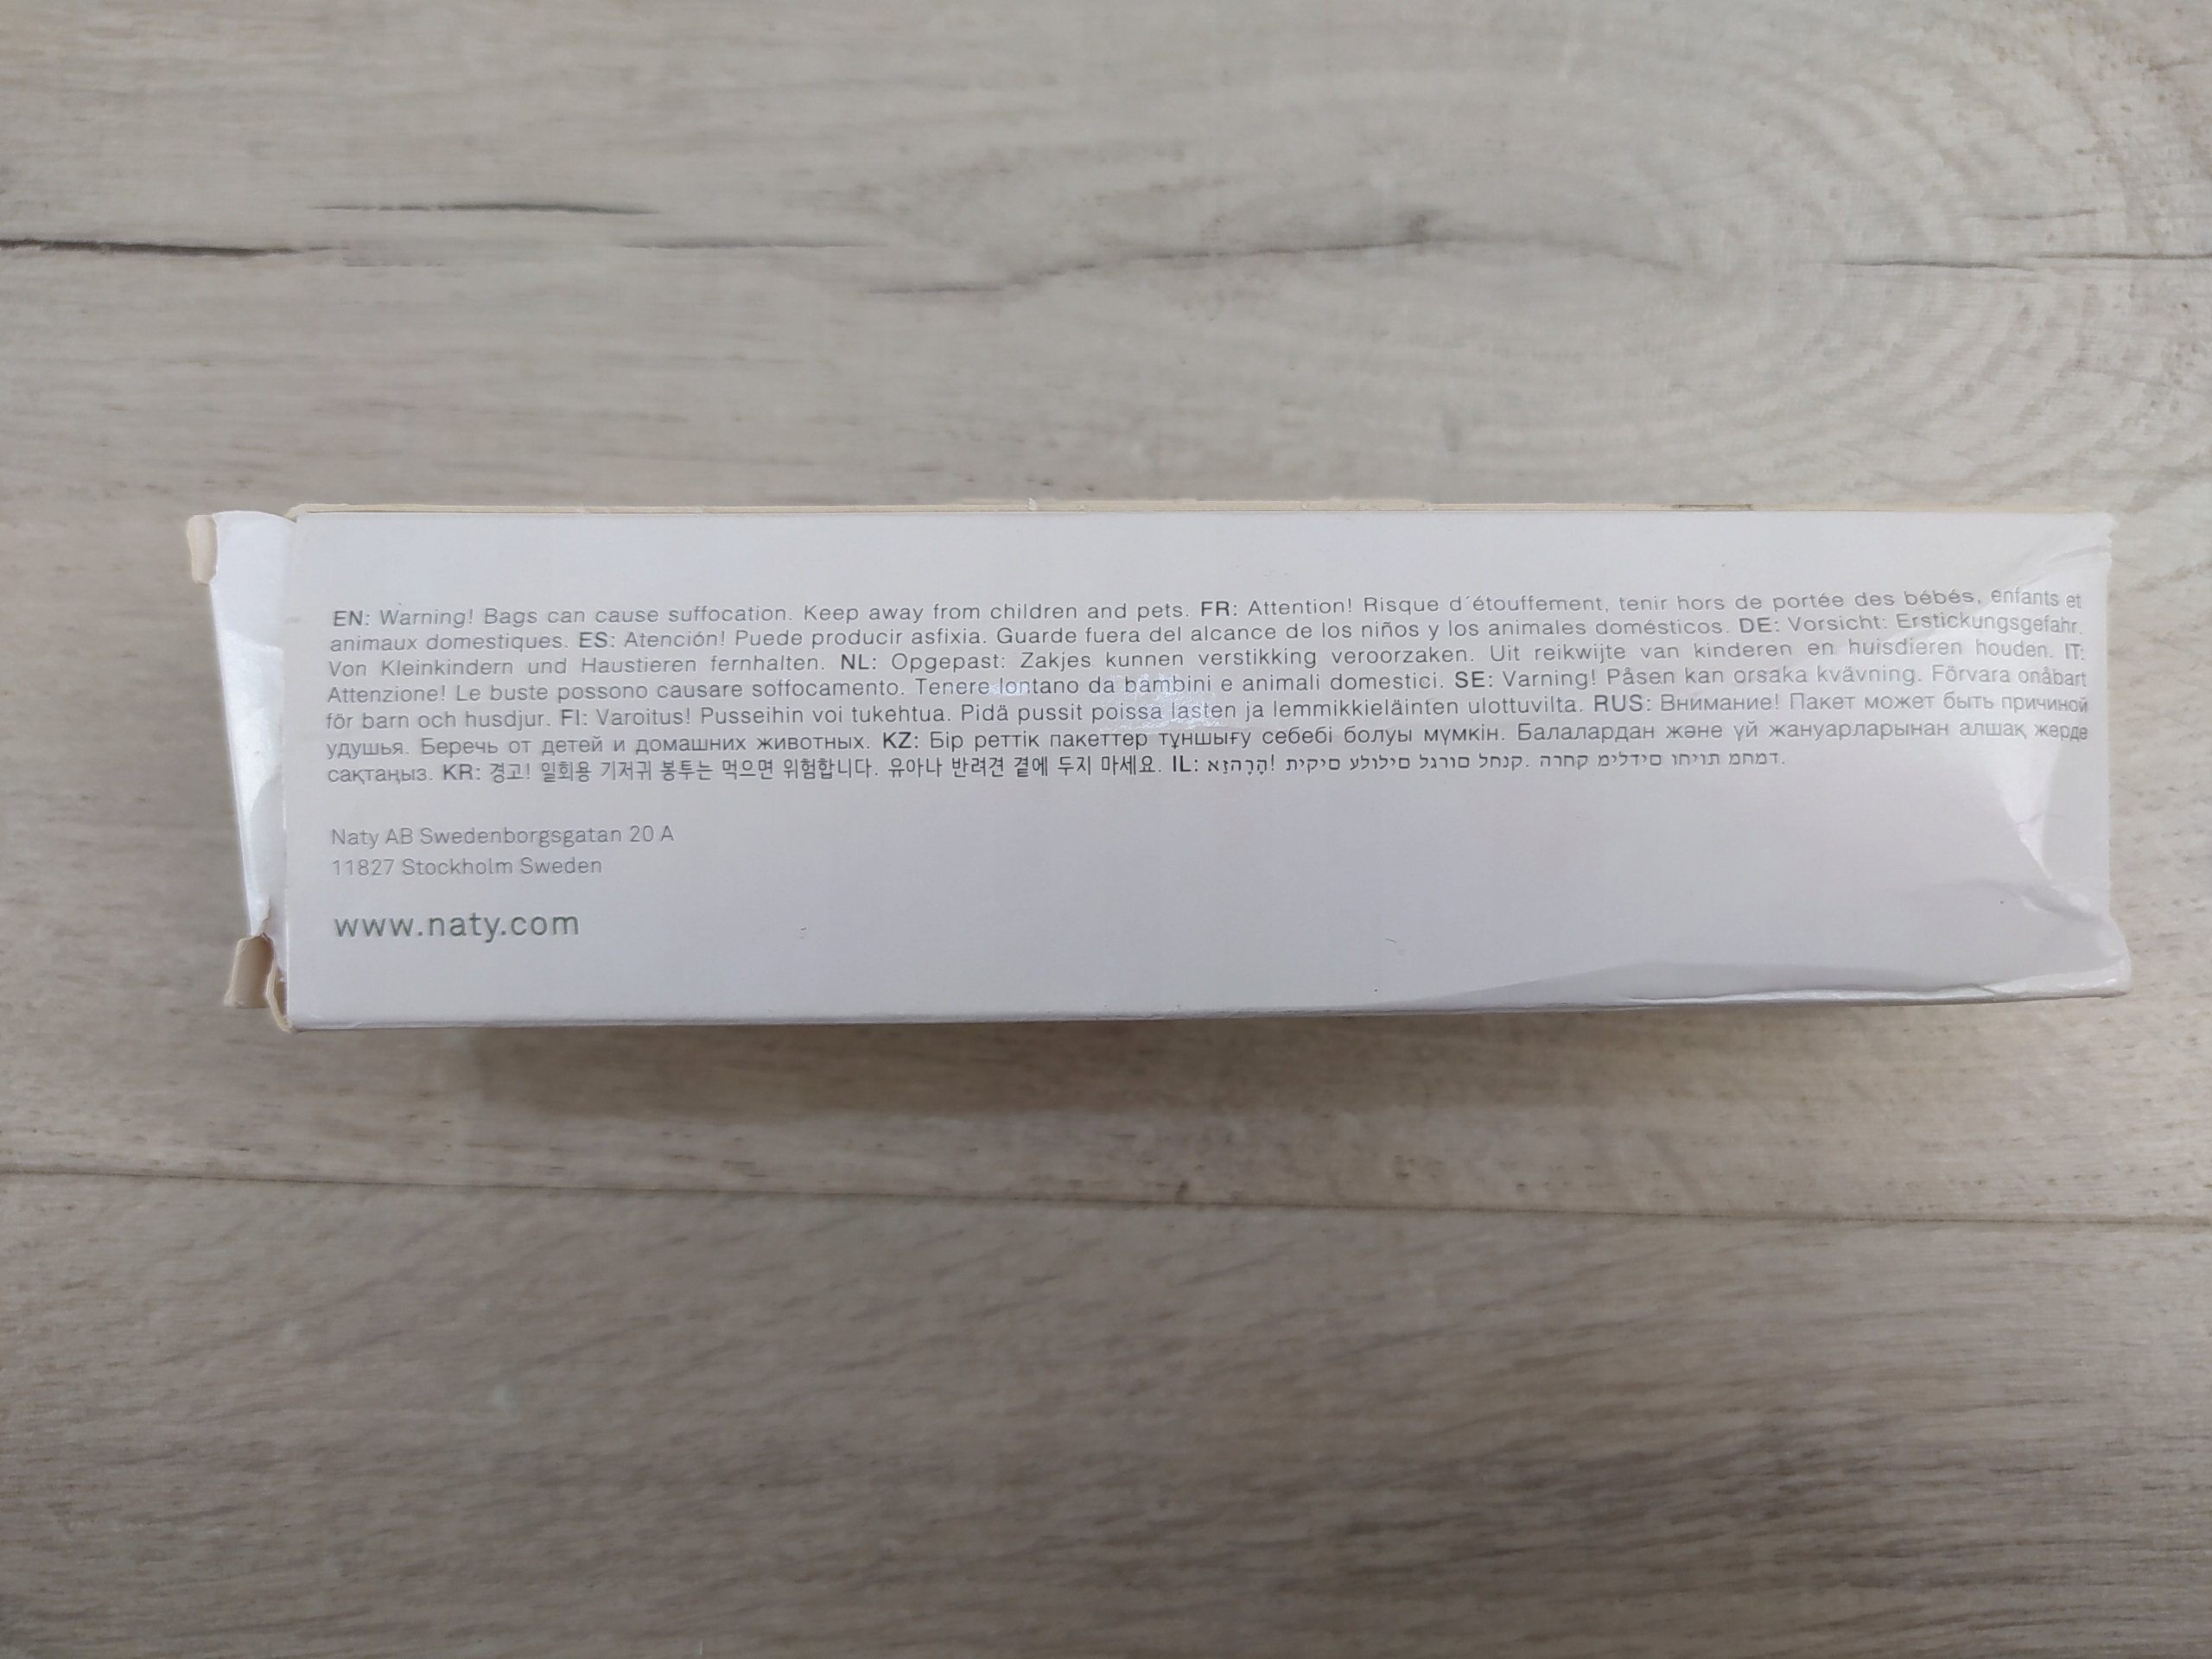 EN: Warning! Bags can cause suffocation. Keep away from children and pets. FR: Attention! Risque d´étouffement, tenir hors de portée des bébés, enfants et
animaux domestiques. ES: Atención! Puede producir asfixia. Guarde fuera del alcance de los niños y los animales domésticos. DE: Vorsicht: Erstickungsgefahr.
Von Kleinkindern und Haustieren fernhalten. NL: Opgepast: Zakjes kunnen verstikking veroorzaken. Uit reikwijte van kinderen en huisdieren houden. IT:
Attenzione! Le buste possono causare soffocamento. Tenere lontano da bambini e animali domestici. SE: Varning! Påsen kan orsaka kvävning. Förvara onåbart
för barn och husdjur. FI: Varoitus! Pusseihin voi tukehtua. Pidä pussit poissa lasten ja lemmikkieläinten ulottuvilta. RUS: Внимание! Пакет может быть причиной
удушья. Беречь от детей и домашних животных. KZ: Бір реттік пакеттер тұншығу себебі болуы мүмкін. Балалардан және үй жануарларынан алшақ жерде
сақтаңыз. KR: 경고! 일회용 기저귀 봉투는 먹으면 위험합니다. 유아나 반려견 곁에 두지 마세요. IL: אַזהָרָה! תיקים עלולים לגרום לחנק. הרחק מילדים וחיות מחמד.
Naty AB Swedenborgsgatan 20 A
11827 Stockholm Sweden
www.naty.com